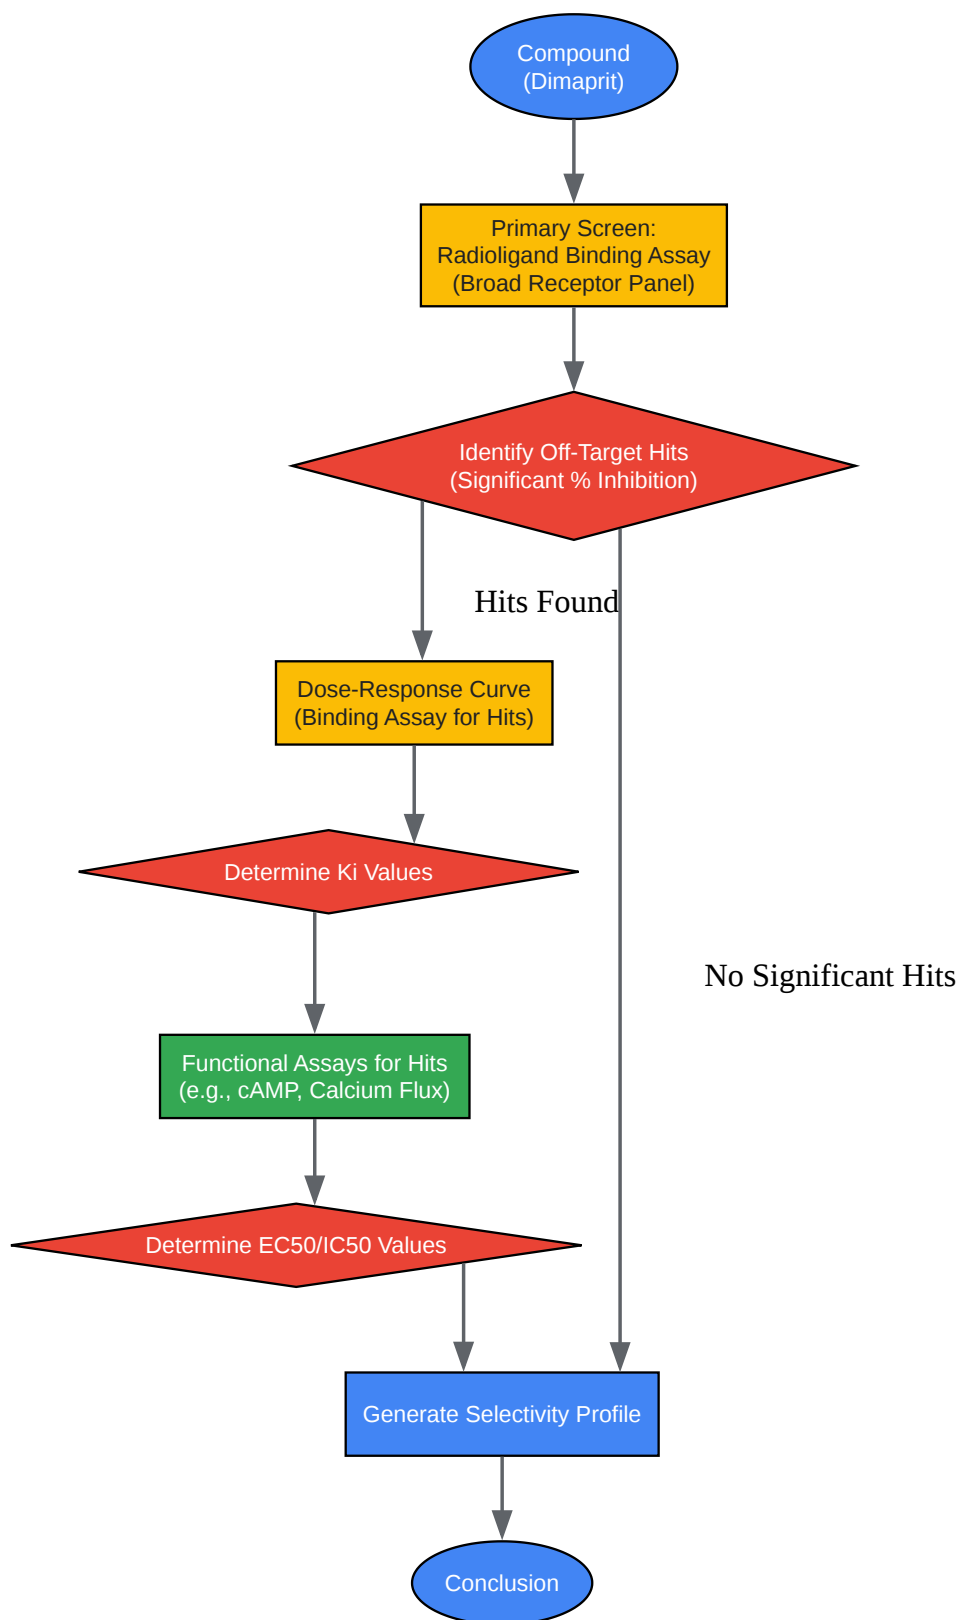 Compound
(Dimaprit)
Primary Screen:
Radioligand Binding Assay
(Broad Receptor Panel)
Identify Off-Target Hits
(Significant % Inhibition)
Hits Found
Dose-Response Curve
(Binding Assay for Hits)
Determine Ki Values
No Significant Hits
Functional Assays for Hits
(e.g., cAMP, Calcium Flux)
Determine EC50/IC50 Values
Generate Selectivity Profile
Conclusion